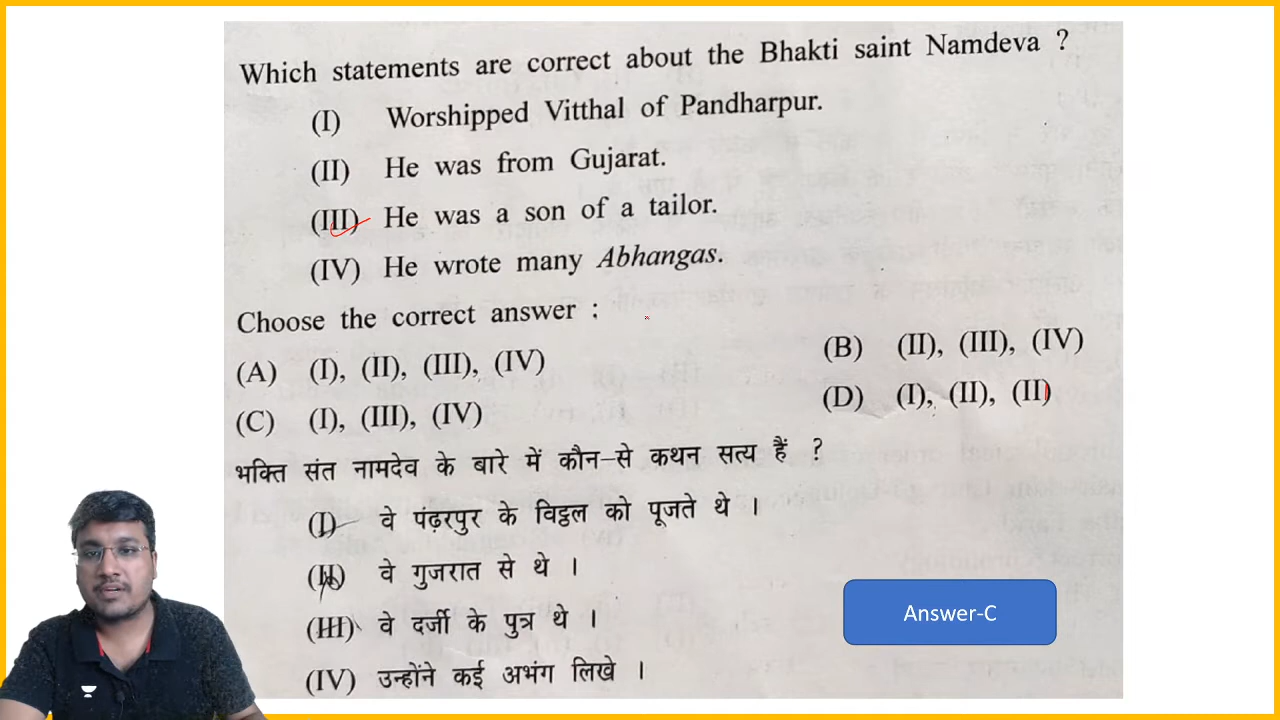 Which statements are correct about the Bhakti saint Namdeva ?
(I) Worshipped Vitthal of Pandharpur.
(II) He was from Gujarat.
(III) He was a son of a tailor.
(IV) He wrote many Abhangas.
Choose the correct answer :
(A) (I), (II), (III), (IV)
(B) (II), (III), (IV)
(C) (I), (III), (IV)
(D) (I), (II), (II)
भक्ति संत नामदेव के बारे में कौन-से कथन सत्य हैं ?
(I) वे पंढ़रपुर के विट्ठल को पूजते थे ।
(II) वे गुजरात से थे ।
(III) वे दर्जी के पुत्र थे ।
(IV) उन्होंने कई अभंग लिखे ।
Answer-C